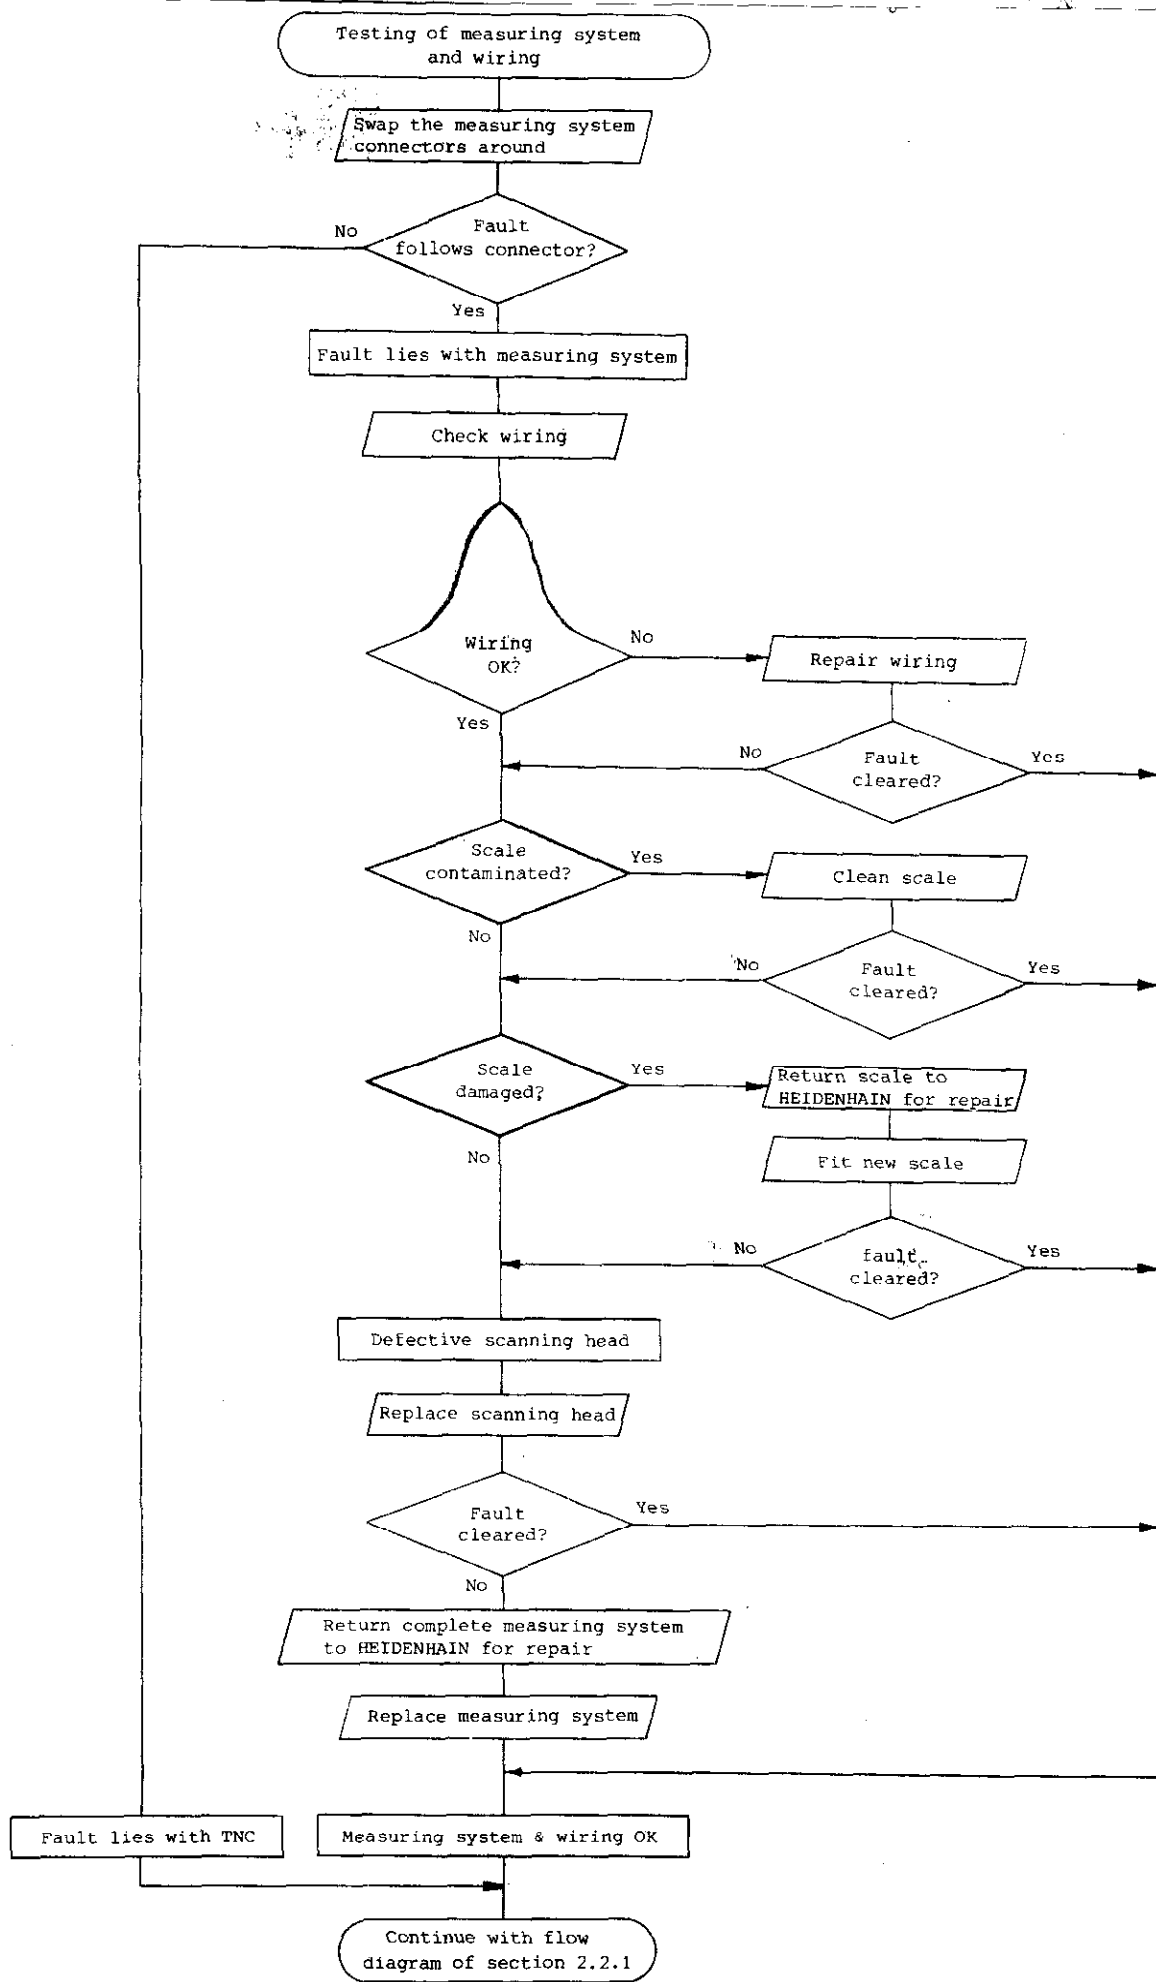 Testing of measuring system
and wiring
Swap the measuring system
connectors around
No
Fault
follows connector?
Yes
Fault lies with measuring system
Check wiring
Wiring
OK?
No
Repair wiring
Yes
No
Fault
cleared?
Yes
Scale
contaminated?
Yes
Clean scale
No
No
Fault
cleared?
Yes
Scale
damaged?
Yes
Return scale to
HEIDENHAIN for repair
No
Fit new scale
No
fault
cleared?
Yes
Defective scanning head
Replace scanning head
Fault
cleared?
Yes
No
Return complete measuring system
to HEIDENHAIN for repair
Replace measuring system
Fault lies with TNC
Measuring system & wiring OK
Continue with flow
diagram of section 2.2.1